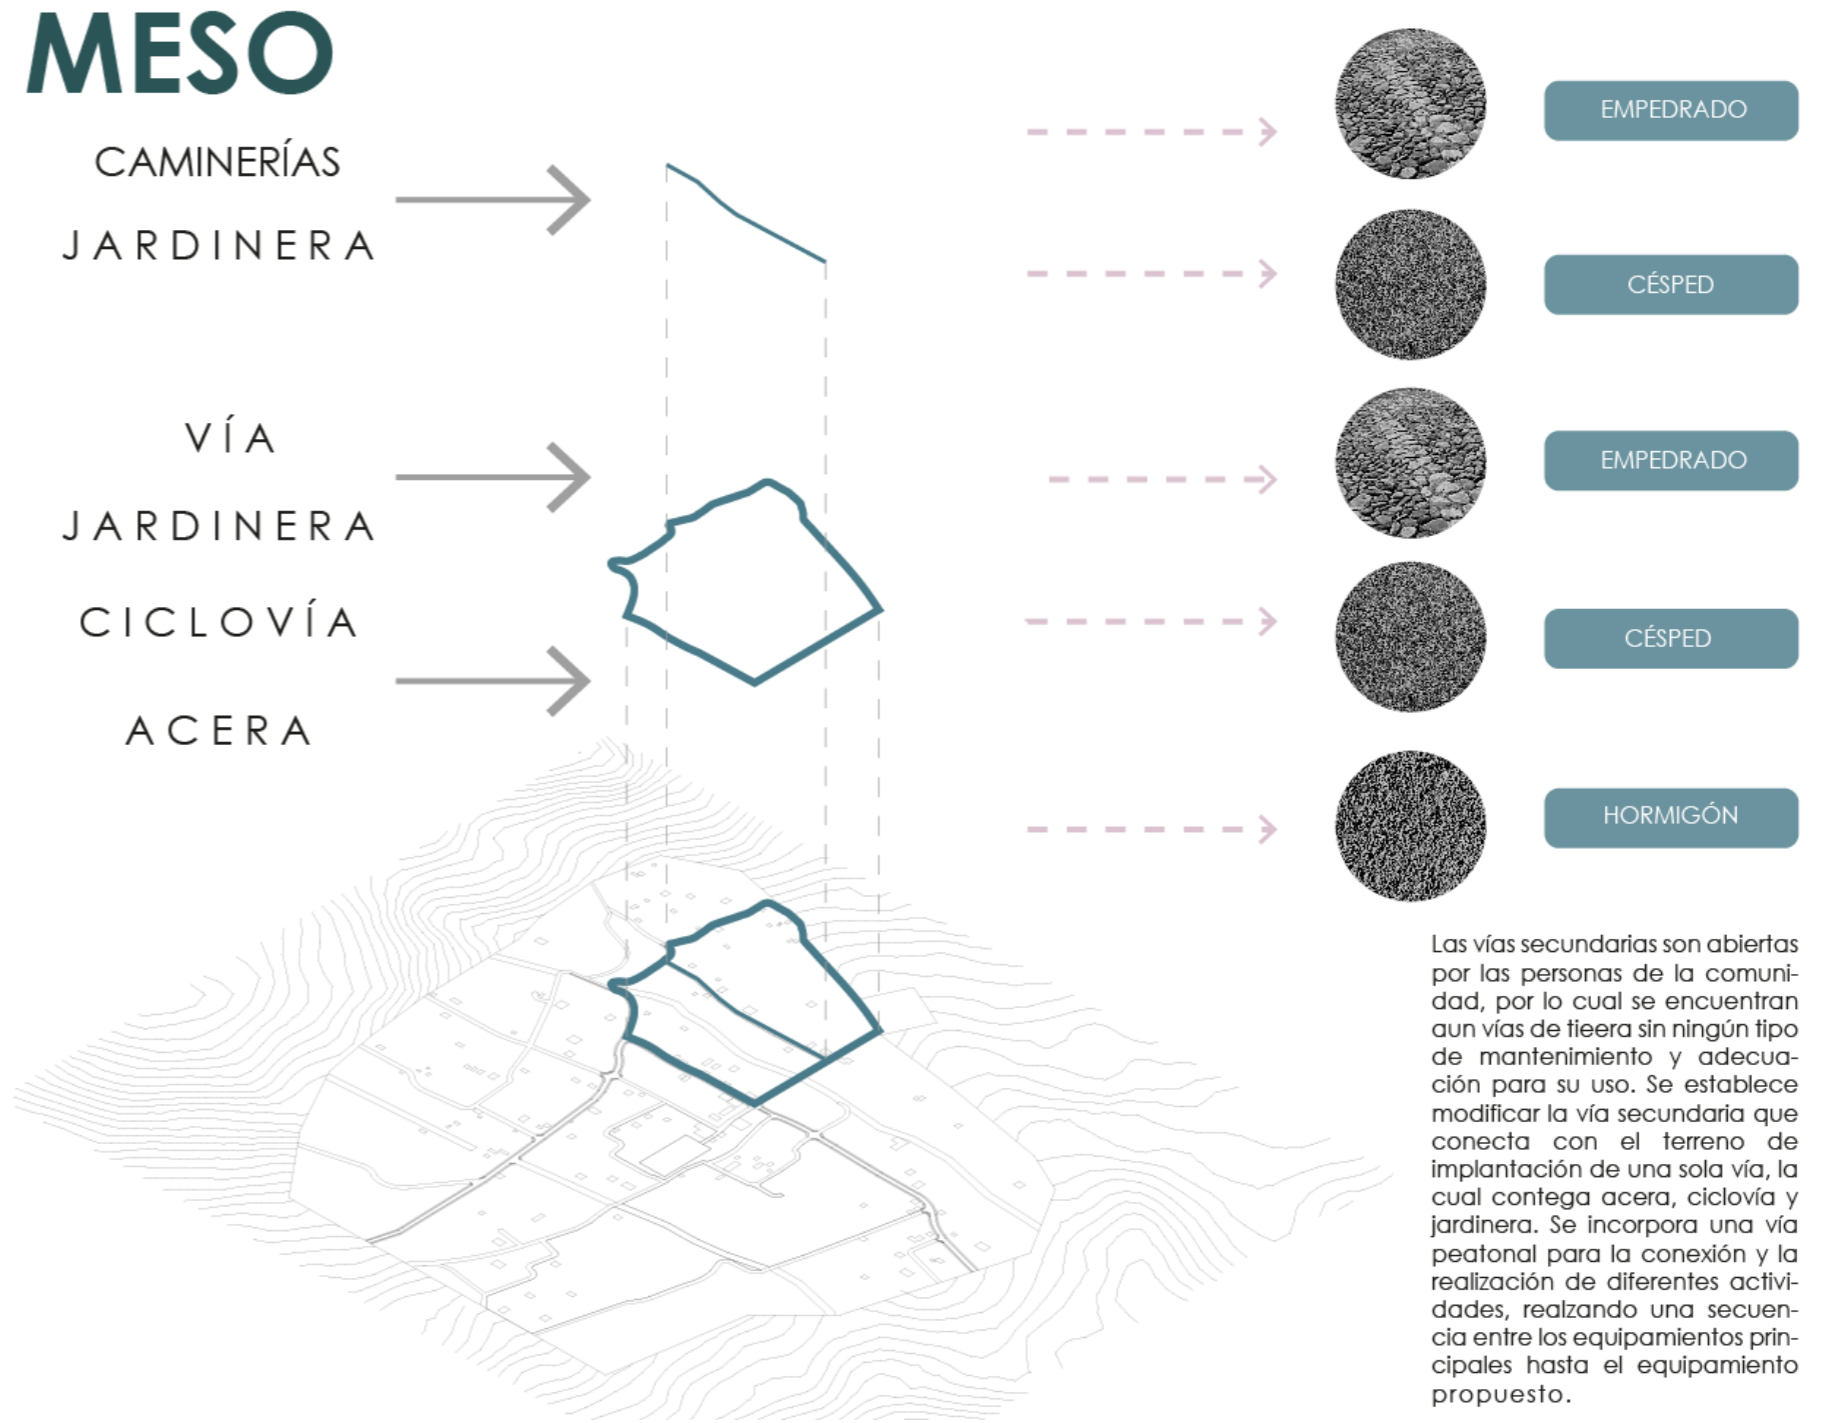 MESO
CAMINERÍAS
JARDINERA
VÍA
JARDINERA
CICLOVÍA
ACERA
EMPEDRADO
CÉSPED
EMPEDRADO
CÉSPED
HORMIGÓN
Las vías secundarias son abiertas
por las personas de la comuni-
dad, por lo cual se encuentran
aun vías de tieera sin ningún tipo
de mantenimiento y adecua-
ción para su uso. Se establece
modificar la vía secundaria que
conecta con el terreno de
implantación de una sola vía, la
cual contega acera, ciclovía y
jardinera. Se incorpora una vía
peatonal para la conexión y la
realización de diferentes activi-
dades, realzando una secuen-
cia entre los equipamientos prin-
cipales hasta el equipamiento
propuesto.